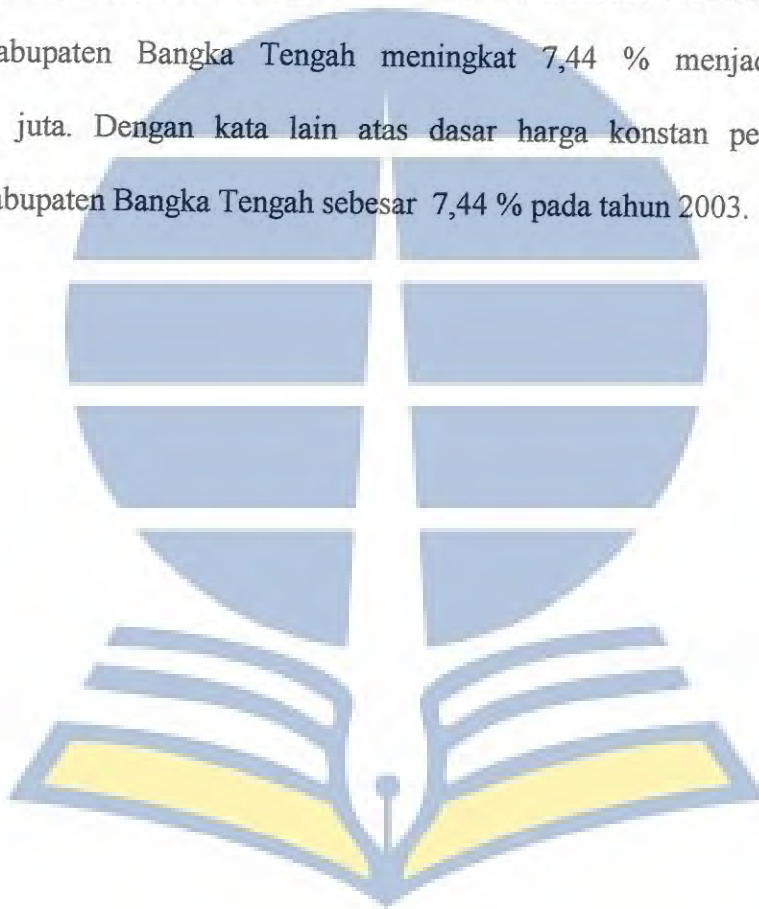 abupaten Bangka Tengah meningkat 7,44 % menjad
juta. Dengan kata lain atas dasar harga konstan pe
abupaten Bangka Tengah sebesar 7,44 % pada tahun 2003.